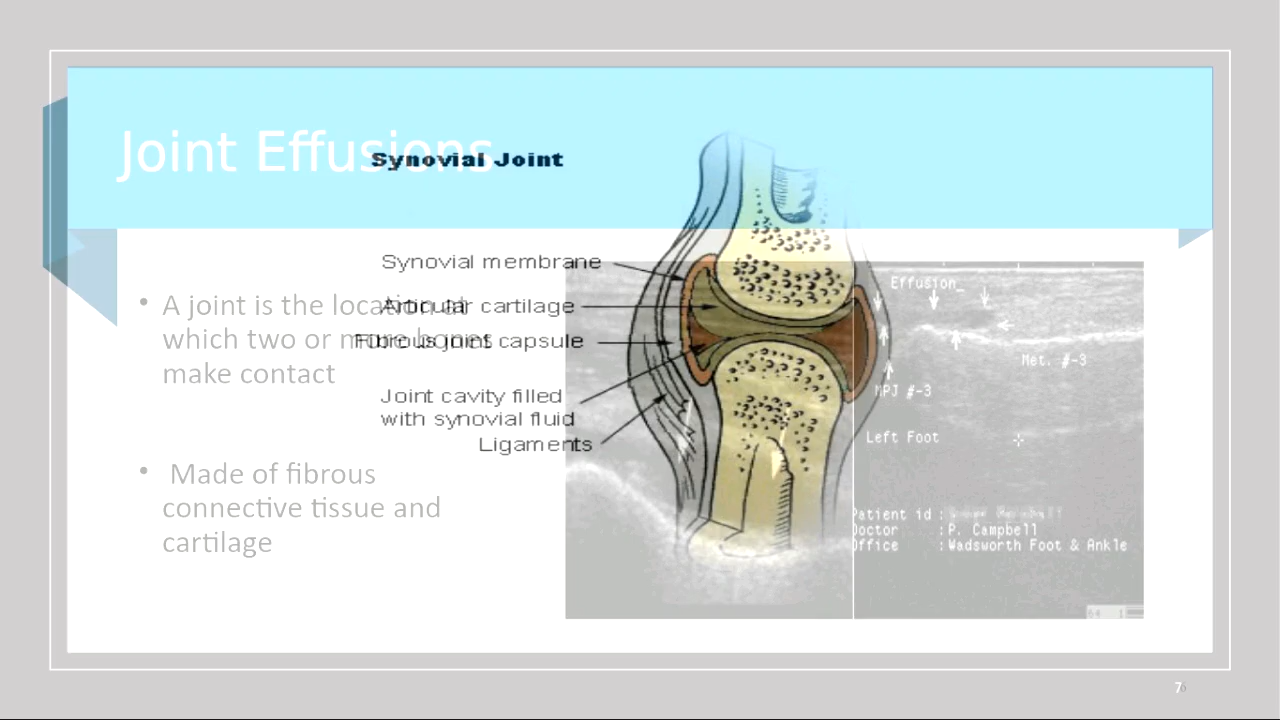 Joint Effusions
Synovial Joint
Synovial membrane
Articular cartilage
Fibrous joint capsule
Joint cavity filled
with synovial fluid
Ligaments
• A joint is the location at
which two or more bones
make contact
• Made of fibrous
connective tissue and
cartilage
Effusion_
Met. #-3
MPJ #-3
Left Foot
Patient id :
Doctor :P. Campbell
Office :Wadsworth Foot & Ankle
64
7